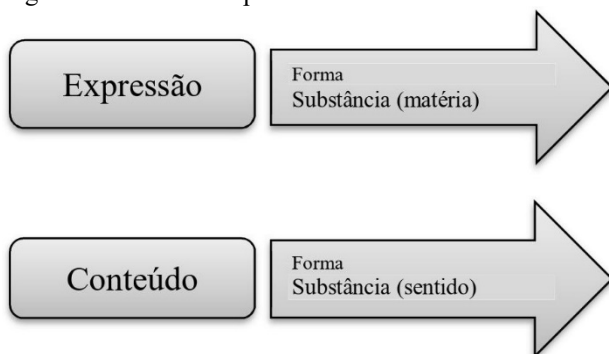 Expressão
Forma
Substância (matéria)
Conteúdo
Forma
Substância (sentido)